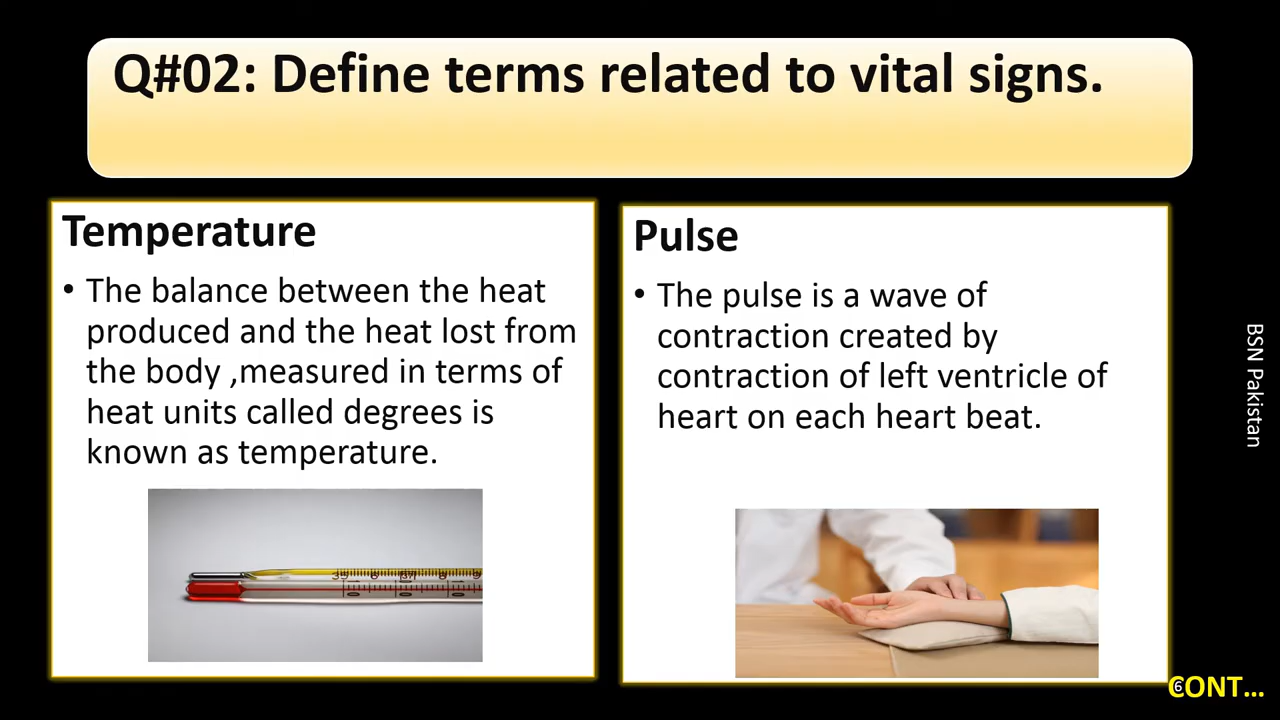 Q#02: Define terms related to vital signs.
Temperature
• The balance between the heat
produced and the heat lost from
the body ,measured in terms of
heat units called degrees is
known as temperature.
Pulse
• The pulse is a wave of
contraction created by
contraction of left ventricle of
heart on each heart beat.
BSN Pakistan
6
CONT...